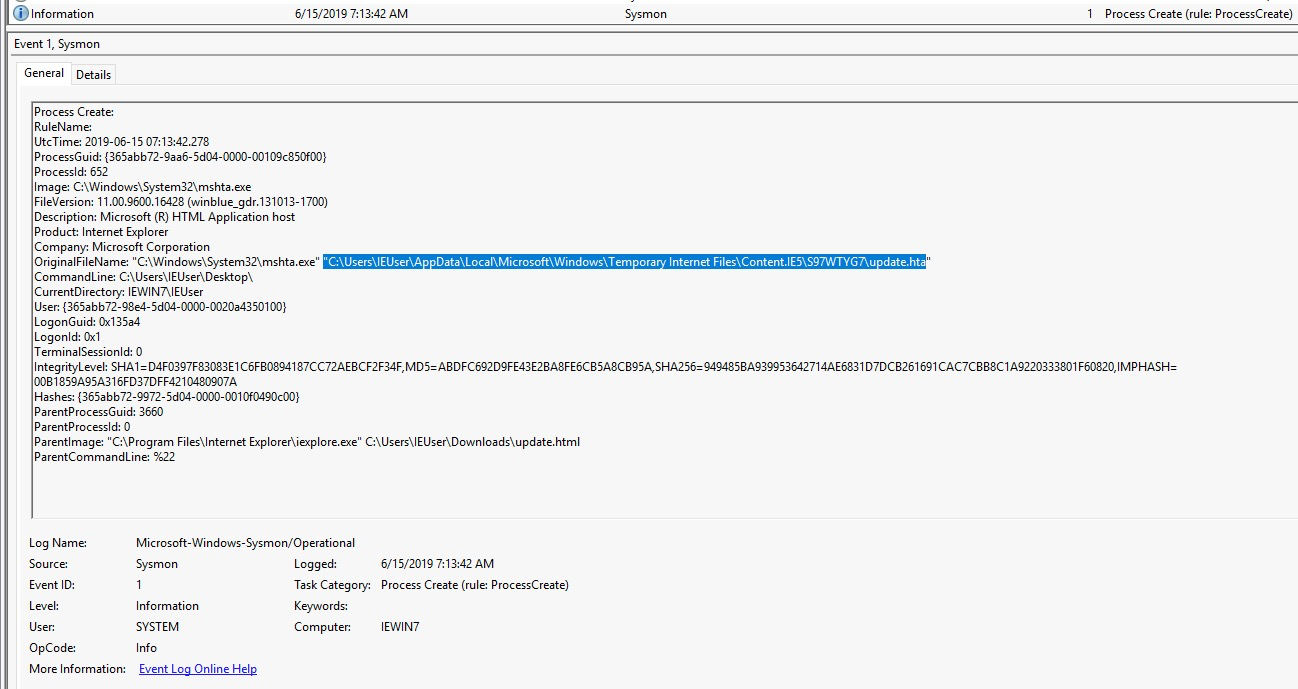 Information 6/15/2019 7:13:42 AM Sysmon 1 Process Create (rule: ProcessCreate)
Event 1, Sysmon
General Details
Process Create:
RuleName:
UtcTime: 2019-06-15 07:13:42.278
ProcessGuid: {365abb72-9aa6-5d04-0000-00109c850f00}
ProcessId: 652
Image: C:\Windows\System32\mshta.exe
FileVersion: 11.00.9600.16428 (winblue_gdr.131013-1700)
Description: Microsoft (R) HTML Application host
Product: Internet Explorer
Company: Microsoft Corporation
OriginalFileName: "C:\Windows\System32\mshta.exe" "C:\Users\IEUser\AppData\Local\Microsoft\Windows\Temporary Internet Files\Content.IE5\S97WTYG7\update.hta"
CommandLine: C:\Users\IEUser\Desktop\
CurrentDirectory: IEWIN7\IEUser
User: {365abb72-98e4-5d04-0000-0020a4350100}
LogonGuid: 0x135a4
LogonId: 0x1
TerminalSessionId: 0
IntegrityLevel: SHA1=D4F0397F83083E1C6FB0894187CC72AEBCF2F34F,MD5=ABDFC692D9FE43E2BA8FE6CB5A8CB95A,SHA256=949485BA939953642714AE6831D7DCB261691CAC7CBB8C1A9220333801F60820,IMPHASH=
00B1859A95A316FD37DFF4210480907A
Hashes: {365abb72-9972-5d04-0000-0010f0490c00}
ParentProcessGuid: 3660
ParentProcessId: 0
ParentImage: "C:\Program Files\Internet Explorer\iexplore.exe" C:\Users\IEUser\Downloads\update.html
ParentCommandLine: %22
Log Name: Microsoft-Windows-Sysmon/Operational
Source: Sysmon Logged: 6/15/2019 7:13:42 AM
Event ID: 1 Task Category: Process Create (rule: ProcessCreate)
Level: Information Keywords:
User: SYSTEM Computer: IEWIN7
OpCode: Info
More Information: Event Log Online Help